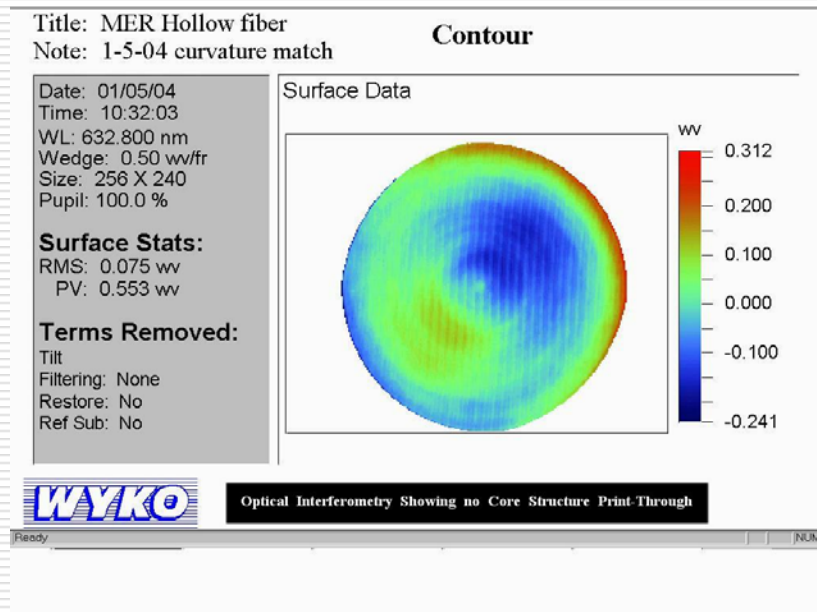 Title: MER Hollow fiber
Note: 1-5-04 curvature match
Contour
Date: 01/05/04
Time: 10:32:03
WL: 632.800 nm
Wedge: 0.50 wv/fr
Size: 256 X 240
Pupil: 100.0 %
Surface Stats:
RMS: 0.075 wv
PV: 0.553 wv
Terms Removed:
Tilt
Filtering: None
Restore: No
Ref Sub: No
Surface Data
wv
0.312
0.200
0.100
0.000
-0.100
-0.241
WYKO
Optical Interferometry Showing no Core Structure Print-Through
Ready
NUM